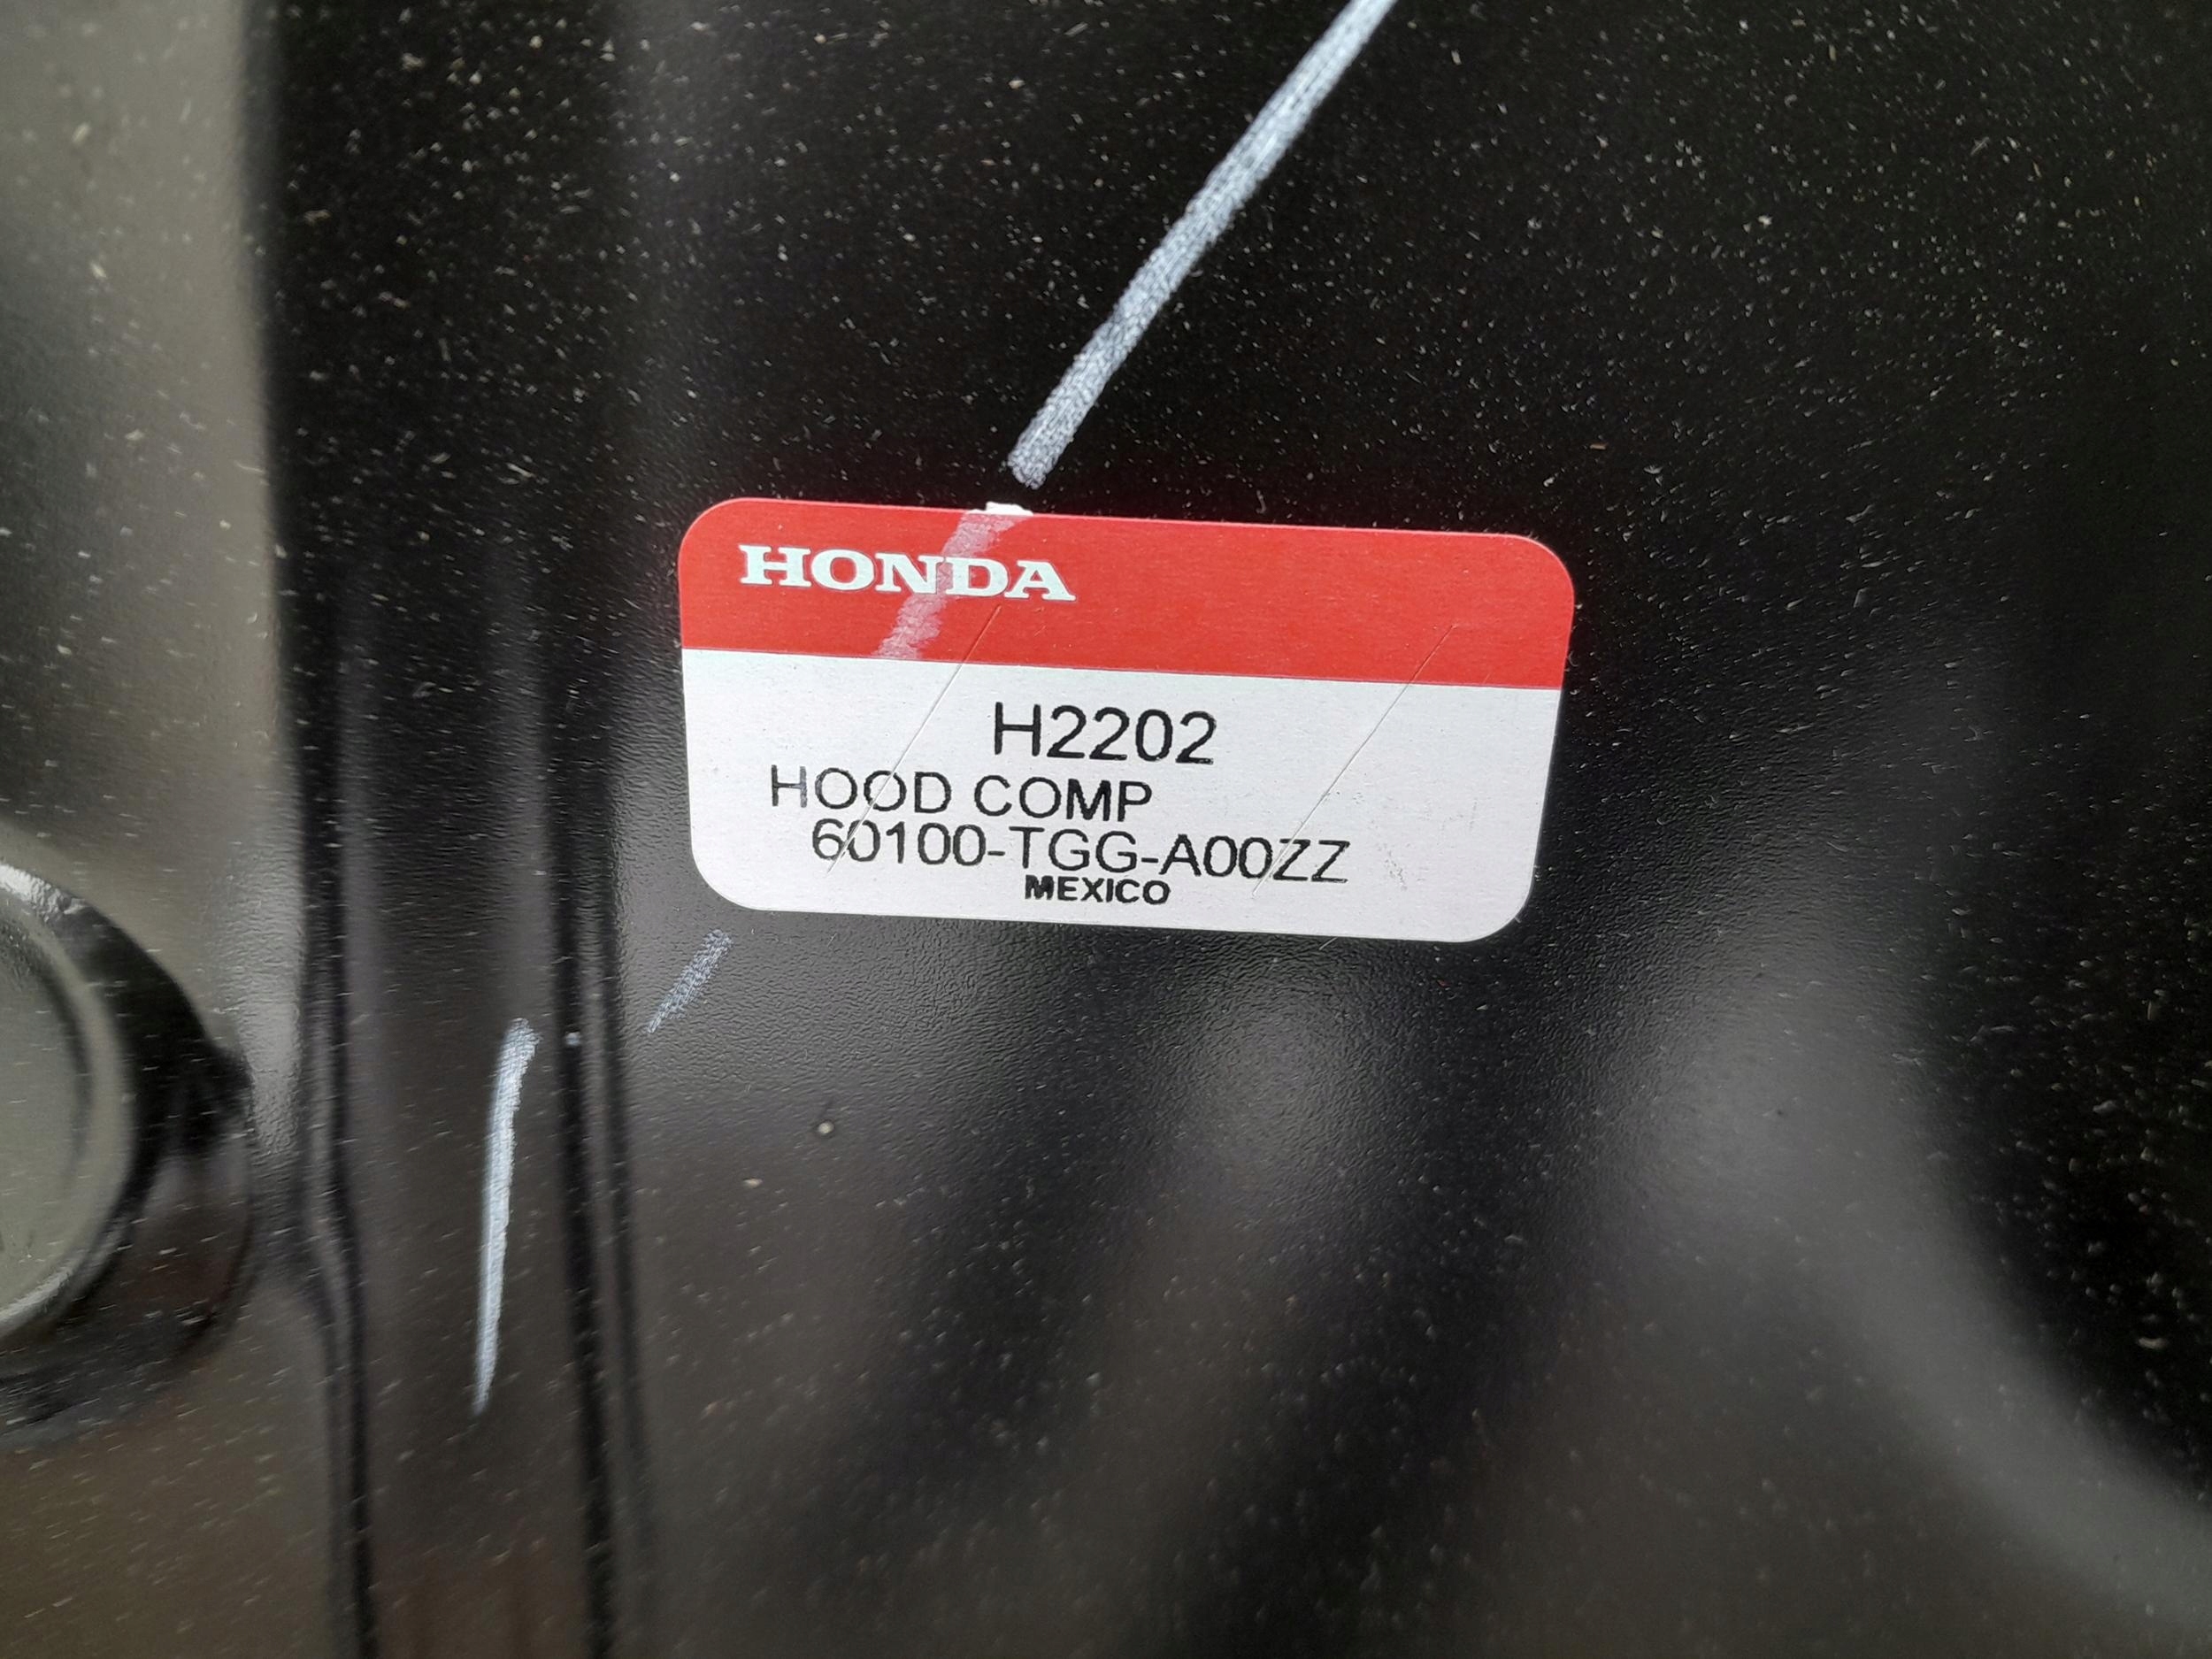 HONDA
H2202
HOOD COMP
60100-TGG-A00ZZ
MEXICO